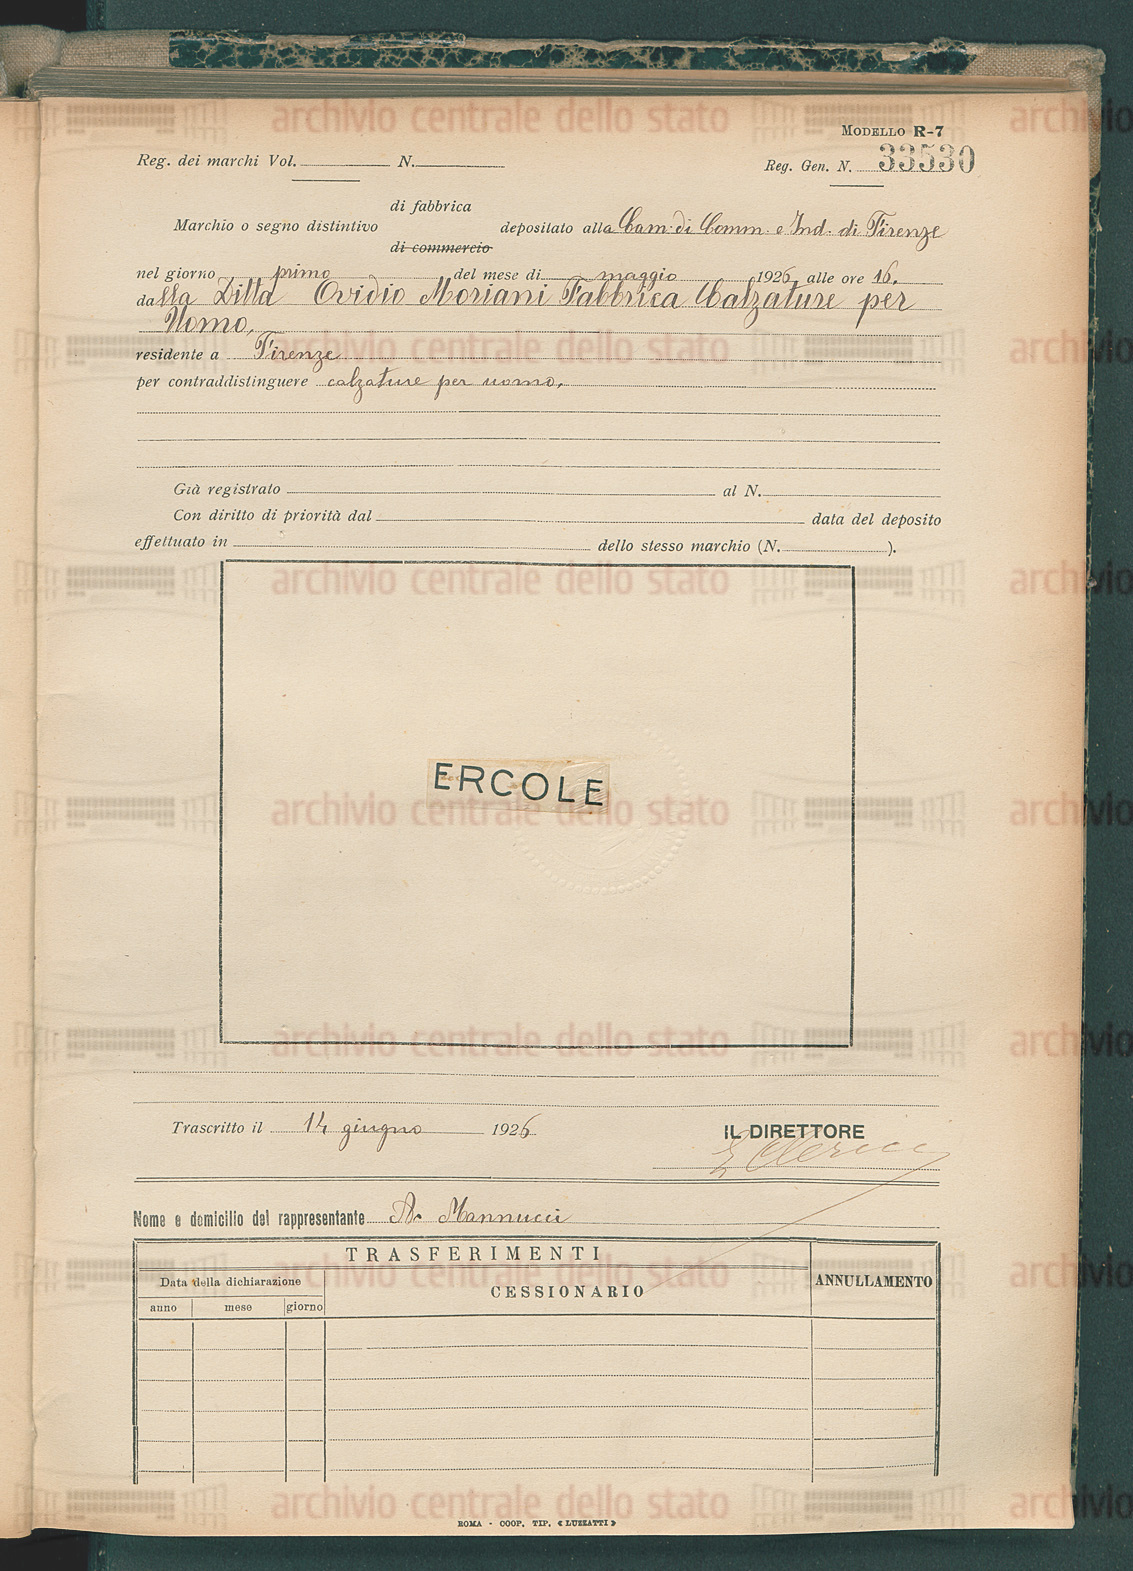 MODELLO R-7
Reg. dei marchi Vol. N.
Reg. Gen. N. 33530
di fabbrica
Marchio o segno distintivo depositato alla Cam. di Comm. e Ind. di Firenze
di commercio
nel giorno primo del mese di maggio 1926 alle ore 16.
dalla Ditta Ovidio Moriani Fabbrica Calzature per
Uomo,
residente a Firenze
per contraddistinguere calzature per uomo.
Già registrato al N.
Con diritto di priorità dal data del deposito
effettuato in dello stesso marchio (N. ).
ERCOLE
Trascritto il 14 giugno 1926
IL DIRETTORE
Nome e domicilio del rappresentante A. Mannucci
TRASFERIMENTI
Data della dichiarazione
CESSIONARIO
ANNULLAMENTO
anno mese giorno
ROMA - COOP. TIP. « LUZZATTI »
archivio centrale dello stato